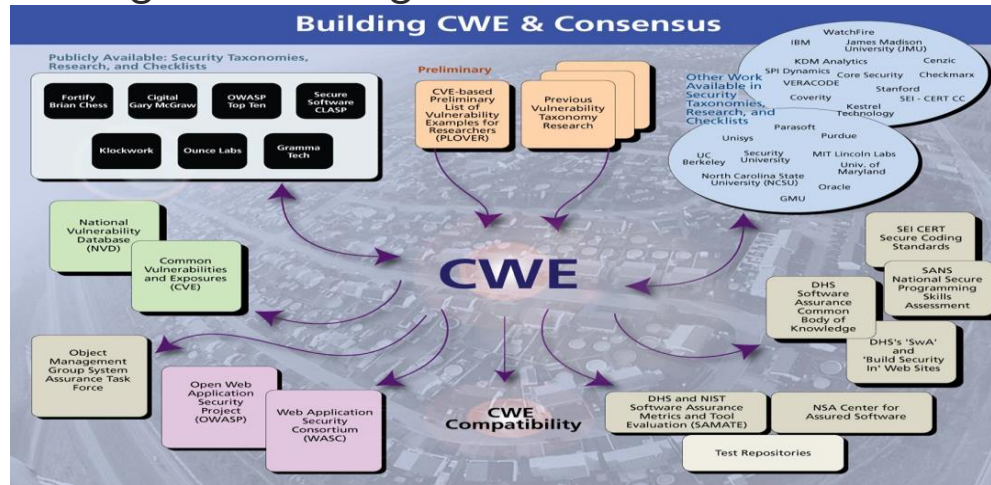 Building CWE & Consensus
Publicly Available: Security Taxonomies,
Research, and Checklists
Fortify
Brian Chess
Cigital
Gary McGraw
OWASP
Top Ten
Secure
Software
CLASP
Klockwork
Ounce Labs
Gramma
Tech
Preliminary
CVE-based
Preliminary
List of
Vulnerability
Examples for
Researchers
(PLOVER)
Previous
Vulnerability
Taxonomy
Research
Other Work
Available in
Security
Taxonomies,
Research, and
Checklists
WatchFire
IBM
James Madison
University (JMU)
KDM Analytics
Cenzic
SPI Dynamics
Core Security
Checkmarx
VERACODE
Stanford
Coverity
SEI - CERT CC
Kestrel
Technology
Parasoft
Unisys
Purdue
UC
Berkeley
Security
University
MIT Lincoln Labs
Univ. of
Maryland
North Carolina State
University (NCSU)
Oracle
GMU
National
Vulnerability
Database
(NVD)
Common
Vulnerabilities
and Exposures
(CVE)
CWE
SEI CERT
Secure Coding
Standards
SANS
National Secure
Programming
Skills
Assessment
DHS
Software
Assurance
Common
Body of
Knowledge
DHS's 'SwA'
and
'Build Security
In' Web Sites
Object
Management
Group System
Assurance Task
Force
Open Web
Application
Security
Project
(OWASP)
Web Application
Security
Consortium
(WASC)
CWE
Compatibility
DHS and NIST
Software Assurance
Metrics and Tool
Evaluation (SAMATE)
NSA Center for
Assured Software
Test Repositories